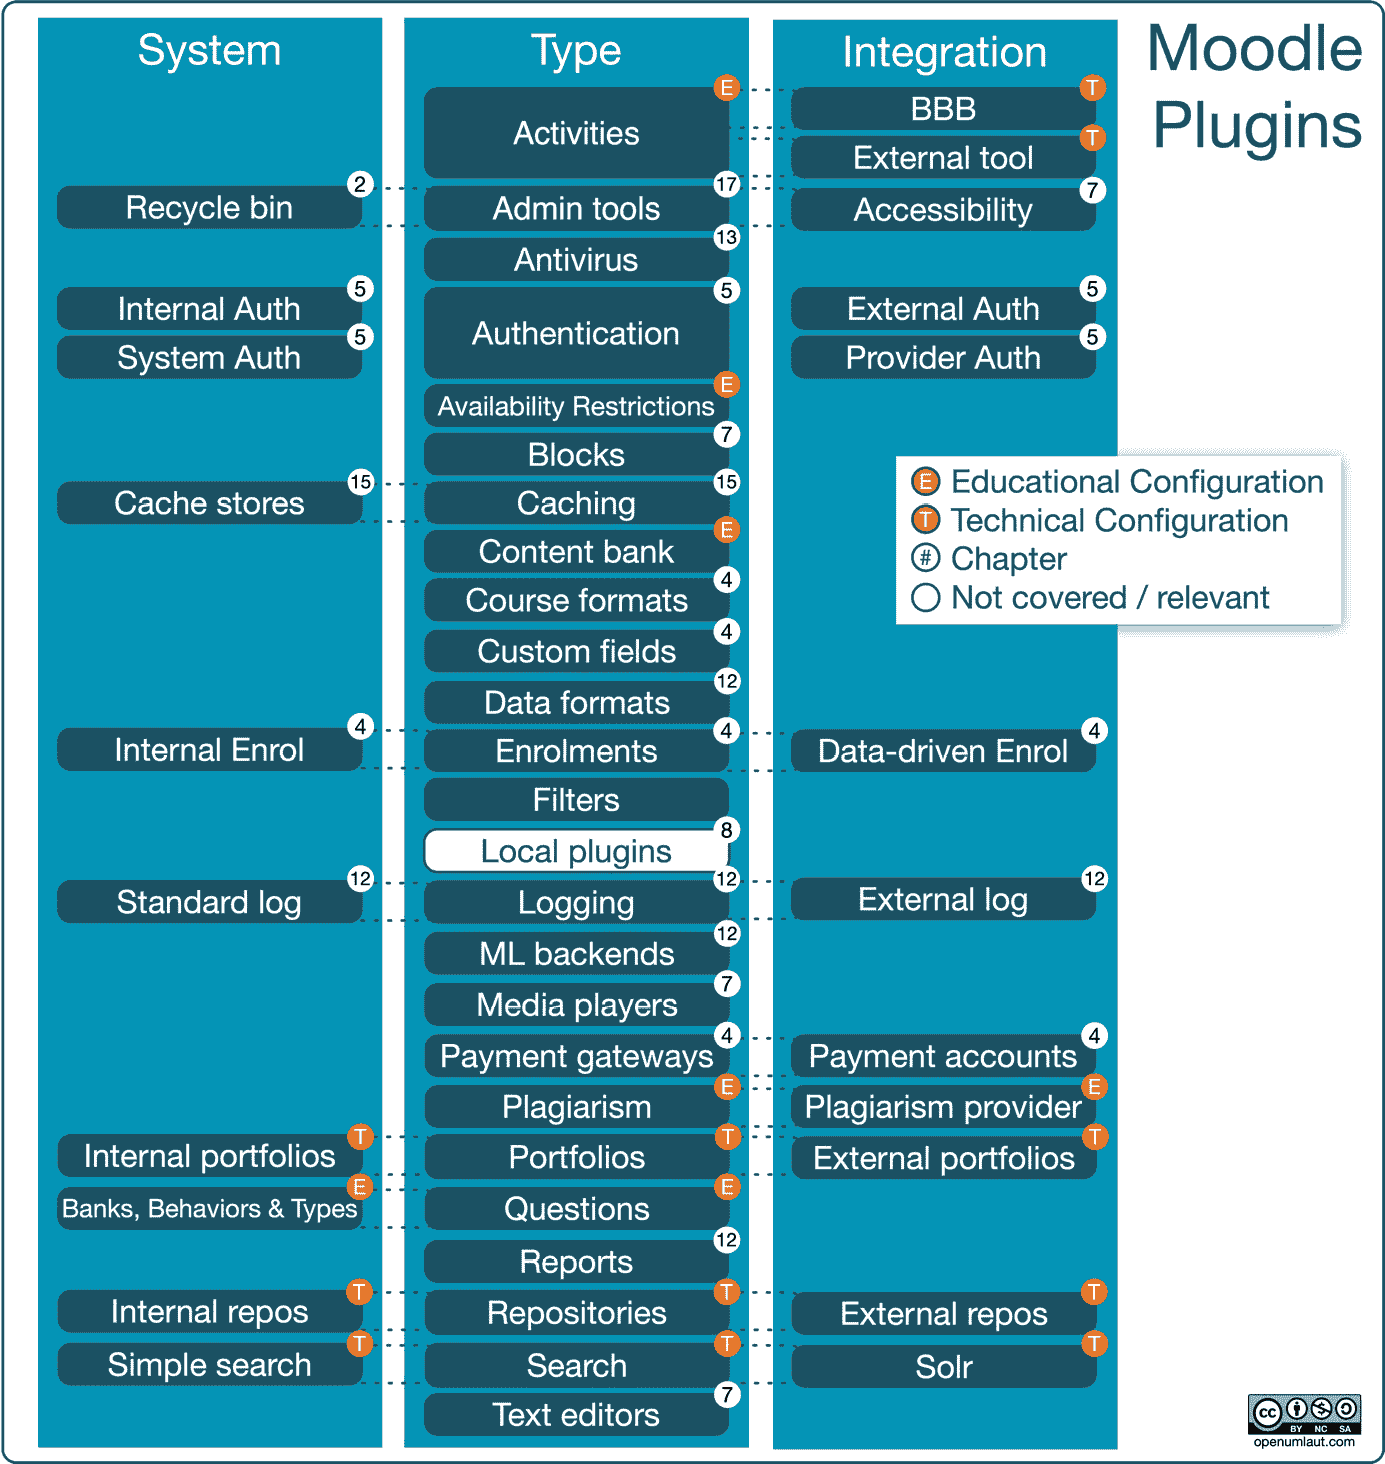 Moodle
Plugins
System
Recycle bin 2
Internal Auth 5
System Auth 5
Cache stores 15
Internal Enrol 4
Standard log 12
Internal portfolios T
Banks, Behaviors & Types E
Internal repos T
Simple search T
Type
Activities E
Admin tools 17
Antivirus 13
Authentication 5
Availability Restrictions E
Blocks 7
Caching 15
Content bank E
Course formats 4
Custom fields 4
Data formats 12
Enrolments 4
Filters
Local plugins 8
Logging 12
ML backends 12
Media players 7
Payment gateways 4
Plagiarism E
Portfolios T
Questions E
Reports 12
Repositories T
Search T
Text editors 7
Integration
BBB T
External tool T
Accessibility 7
External Auth 5
Provider Auth 5
Data-driven Enrol 4
External log 12
Payment accounts 4
Plagiarism provider E
External portfolios T
External repos T
Solr T
E Educational Configuration
T Technical Configuration
# Chapter
Not covered / relevant
cc BY NC SA
openumlaut.com